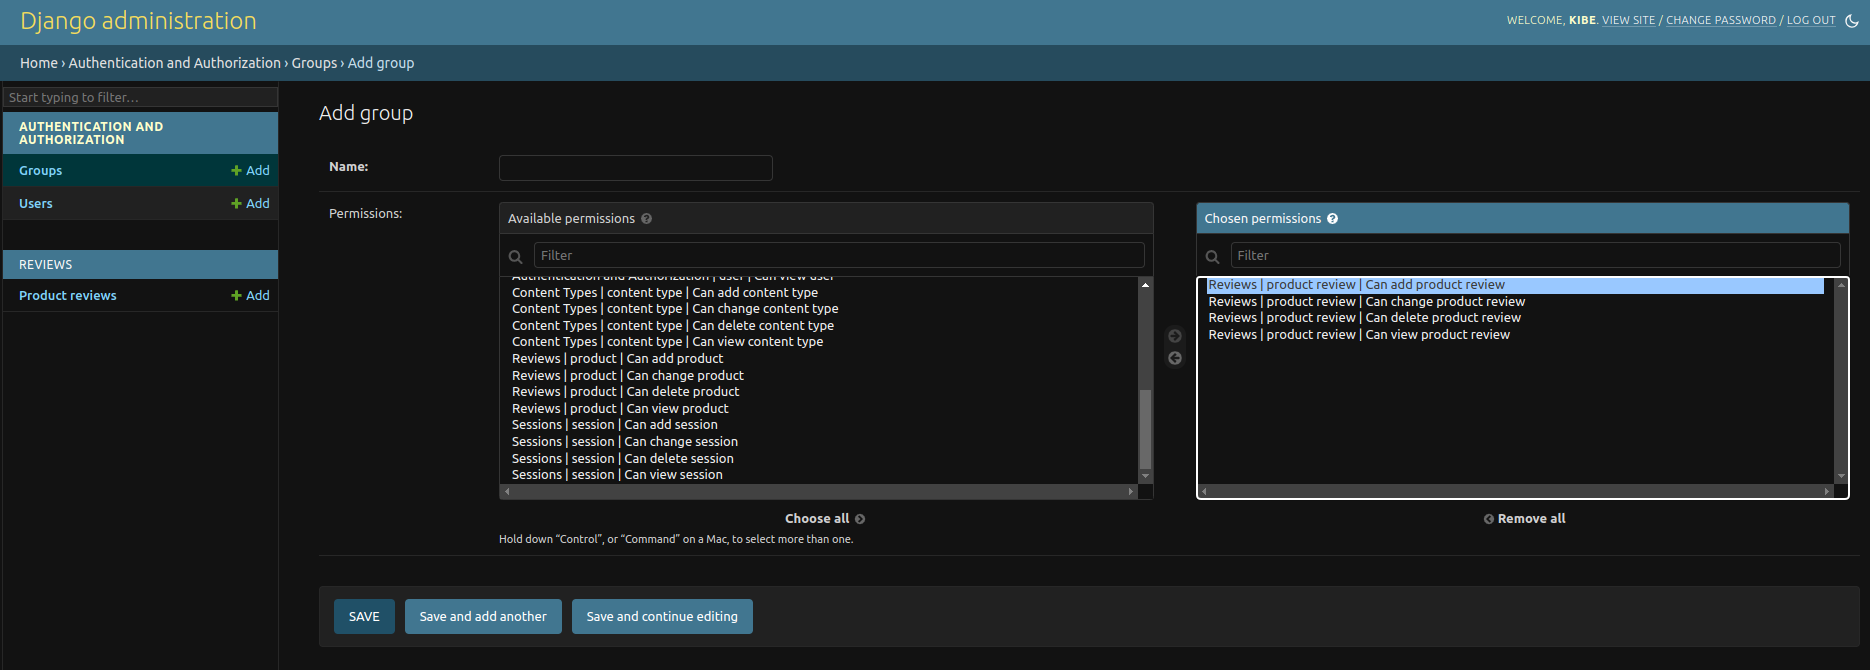 Django administration
WELCOME, KIBE. VIEW SITE / CHANGE PASSWORD / LOG OUT
Home › Authentication and Authorization › Groups › Add group
Start typing to filter...
AUTHENTICATION AND
AUTHORIZATION
Groups
+ Add
Users
+ Add
REVIEWS
Product reviews
+ Add
Add group
Name:
Permissions:
Available permissions
Filter
Authentication and Authorization | user | Can view user
Content Types | content type | Can add content type
Content Types | content type | Can change content type
Content Types | content type | Can delete content type
Content Types | content type | Can view content type
Reviews | product | Can add product
Reviews | product | Can change product
Reviews | product | Can delete product
Reviews | product | Can view product
Sessions | session | Can add session
Sessions | session | Can change session
Sessions | session | Can delete session
Sessions | session | Can view session
Choose all
Hold down “Control”, or “Command” on a Mac, to select more than one.
Chosen permissions
Filter
Reviews | product review | Can add product review
Reviews | product review | Can change product review
Reviews | product review | Can delete product review
Reviews | product review | Can view product review
Remove all
SAVE
Save and add another
Save and continue editing